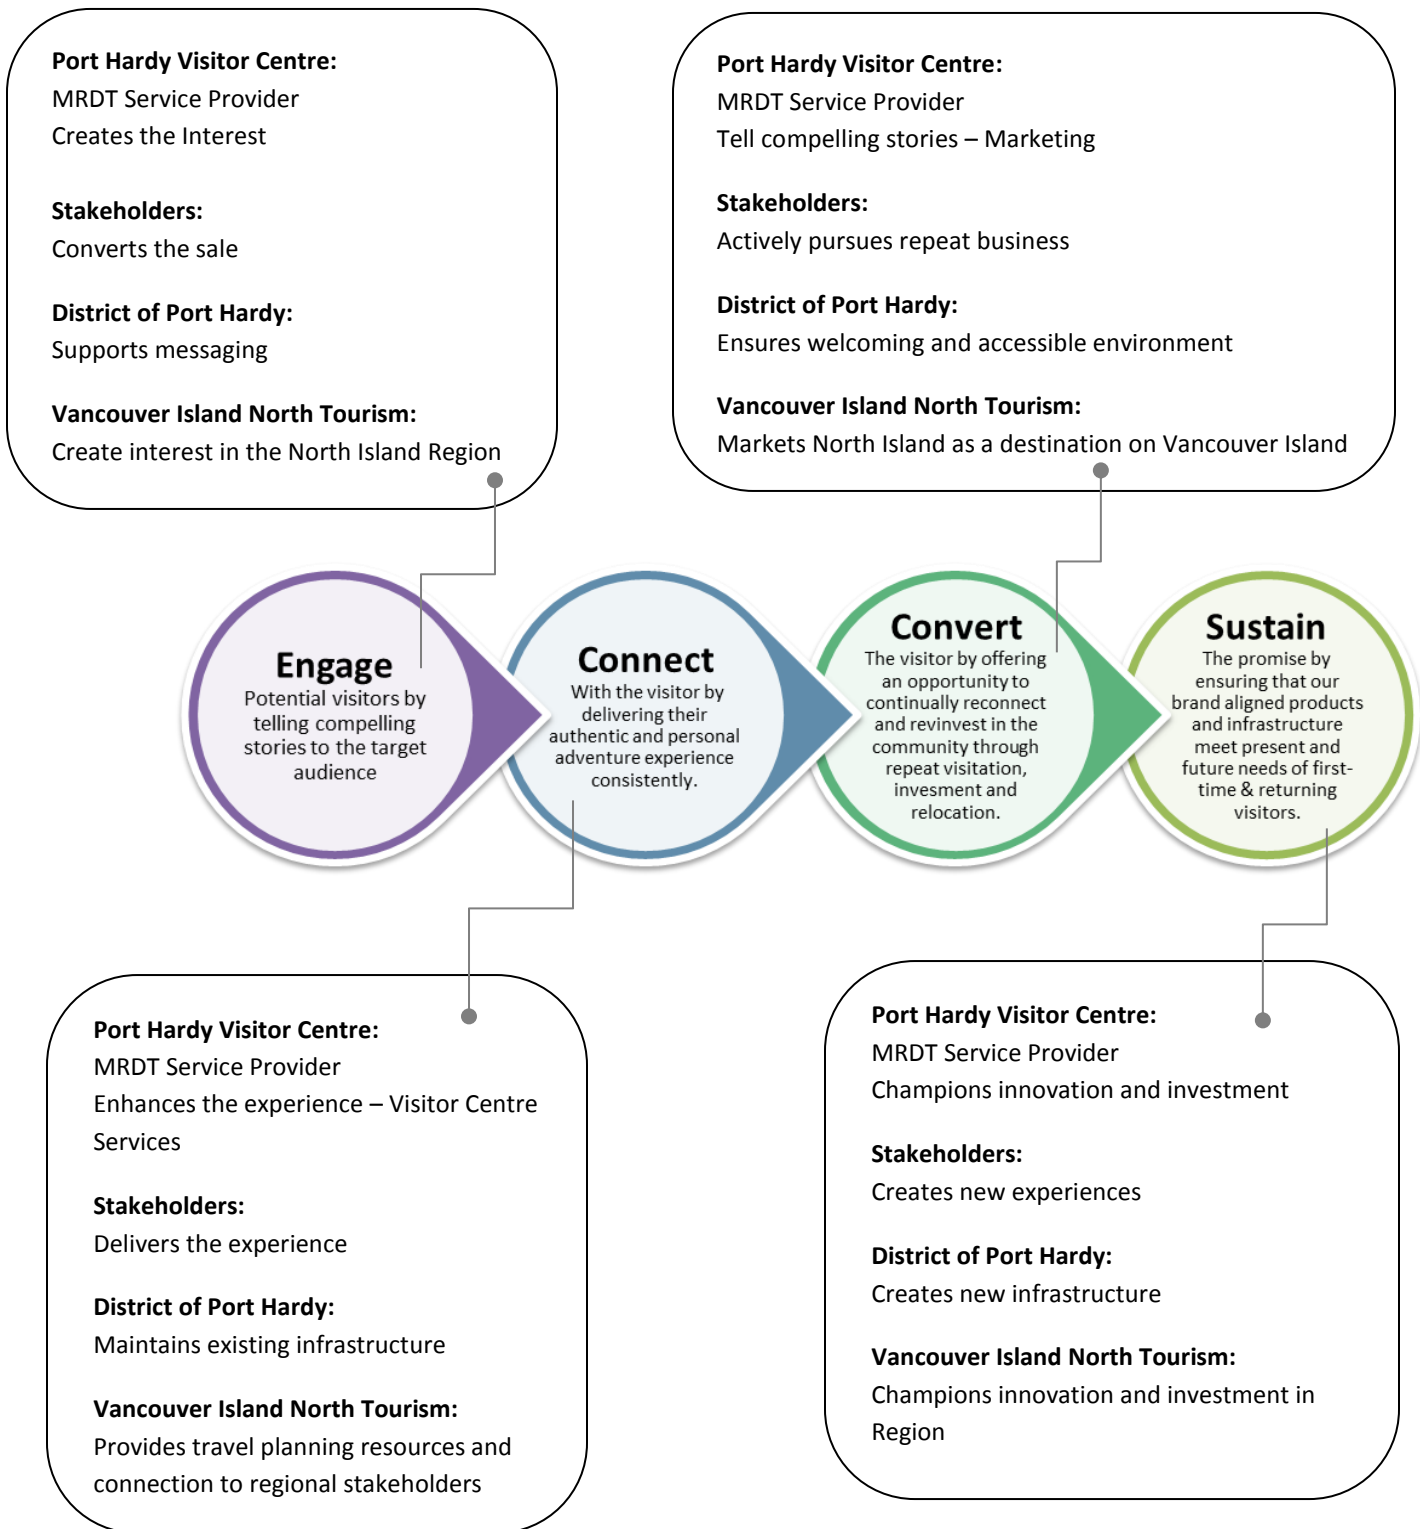 Port Hardy Visitor Centre:
MRDT Service Provider
Creates the Interest
Stakeholders:
Converts the sale
District of Port Hardy:
Supports messaging
Vancouver Island North Tourism:
Create interest in the North Island Region
Port Hardy Visitor Centre:
MRDT Service Provider
Tell compelling stories – Marketing
Stakeholders:
Actively pursues repeat business
District of Port Hardy:
Ensures welcoming and accessible environment
Vancouver Island North Tourism:
Markets North Island as a destination on Vancouver Island
Engage
Potential visitors by
telling compelling
stories to the target
audience
Connect
With the visitor by
delivering their
authentic and personal
adventure experience
consistently.
Convert
The visitor by offering
an opportunity to
continually reconnect
and revinvest in the
community through
repeat visitation,
invesment and
relocation.
Sustain
The promise by
ensuring that our
brand aligned products
and infrastructure
meet present and
future needs of first-
time & returning
visitors.
Port Hardy Visitor Centre:
MRDT Service Provider
Enhances the experience – Visitor Centre
Services
Stakeholders:
Delivers the experience
District of Port Hardy:
Maintains existing infrastructure
Vancouver Island North Tourism:
Provides travel planning resources and
connection to regional stakeholders
Port Hardy Visitor Centre:
MRDT Service Provider
Champions innovation and investment
Stakeholders:
Creates new experiences
District of Port Hardy:
Creates new infrastructure
Vancouver Island North Tourism:
Champions innovation and investment in
Region